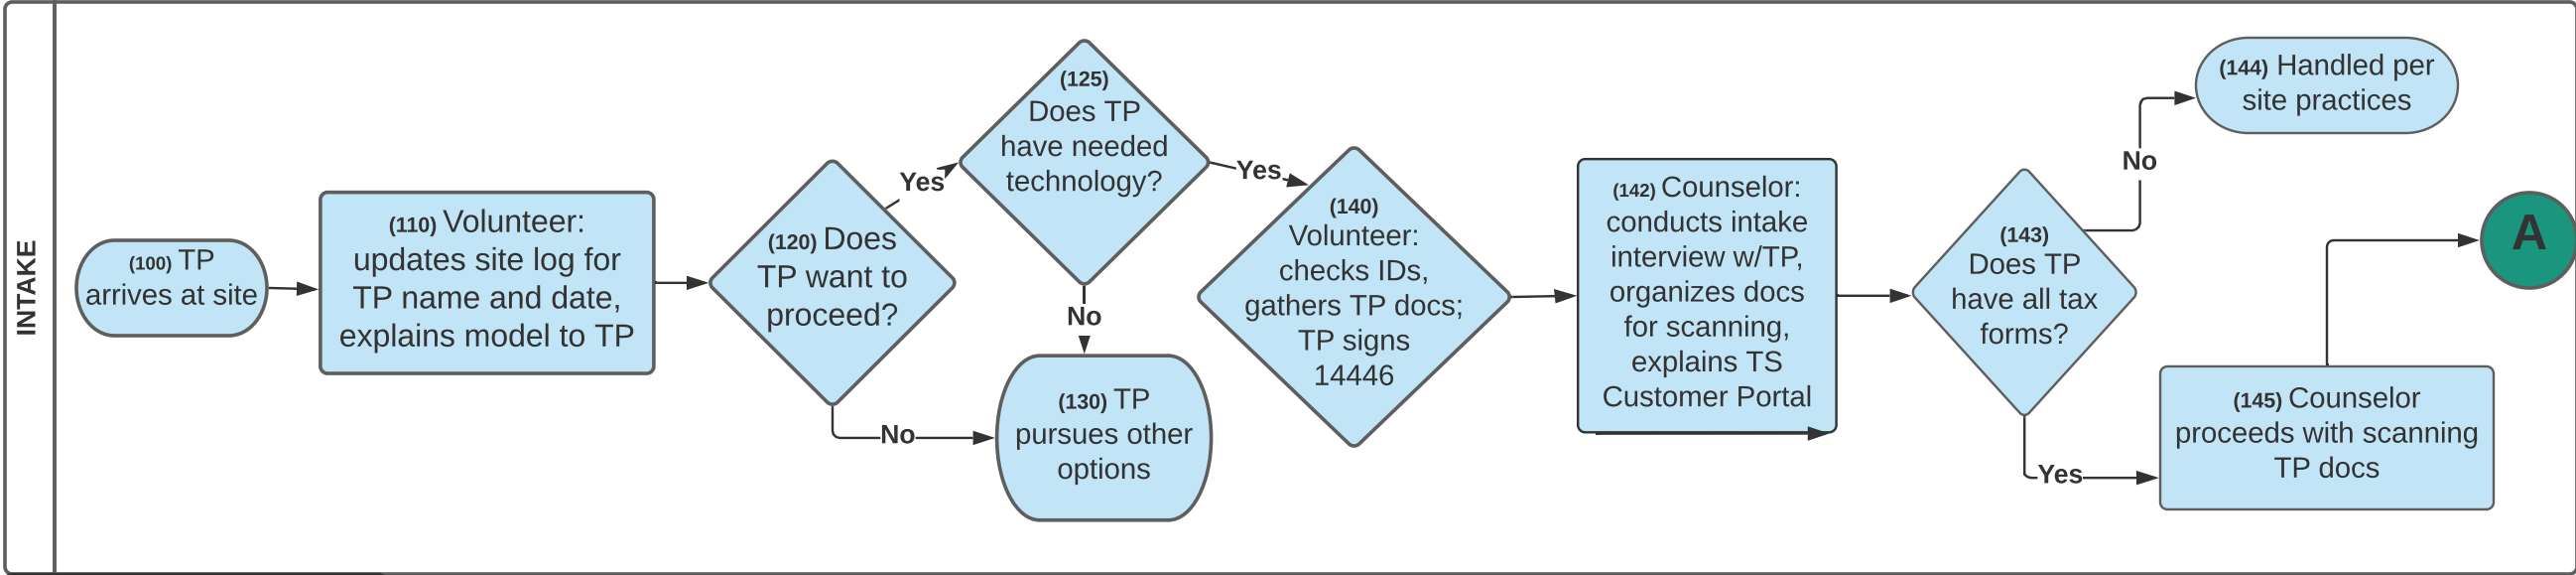 INTAKE
(100) TP
arrives at site
(110) Volunteer:
updates site log for
TP name and date,
explains model to TP
(120) Does
TP want to
proceed?
Yes
No
(125)
Does TP
have needed
technology?
Yes
No
(130) TP
pursues other
options
(140)
Volunteer:
checks IDs,
gathers TP docs;
TP signs
14446
(142) Counselor:
conducts intake
interview w/TP,
organizes docs
for scanning,
explains TS
Customer Portal
(143)
Does TP
have all tax
forms?
No
(144) Handled per
site practices
Yes
(145) Counselor
proceeds with scanning
TP docs
A